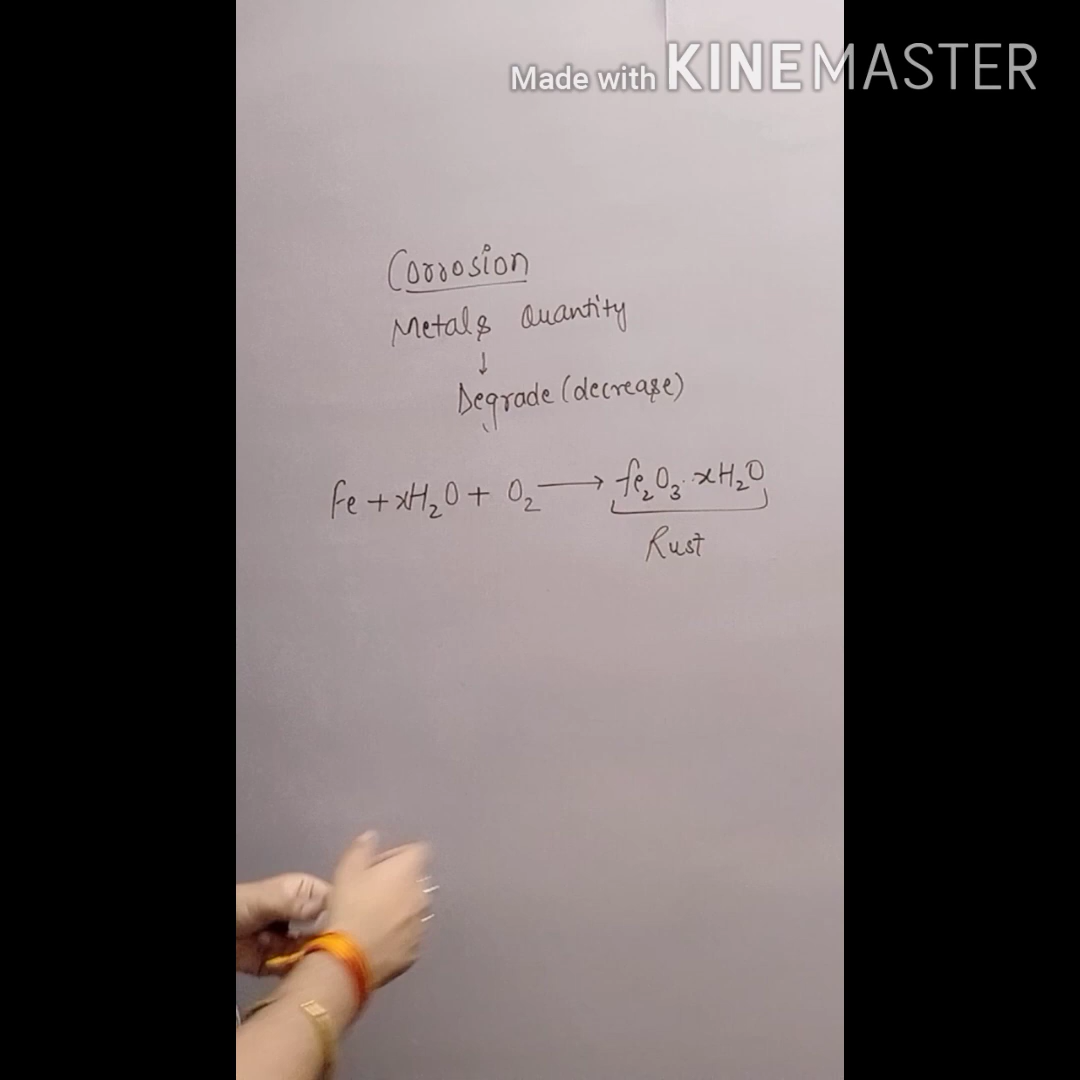 Made with KINEMASTER
Corrosion
Metals Quantity
↓
Degrade (decrease)
Fe + xH₂O + O₂ → Fe₂O₃·xH₂O
Rust